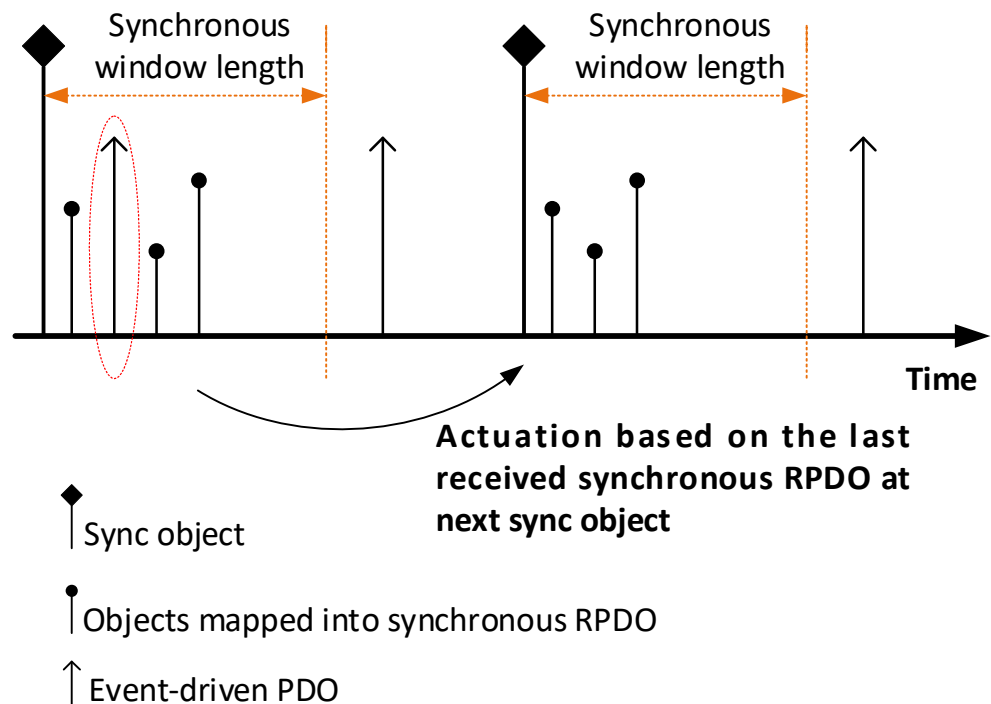 Synchronous
window length
Synchronous
window length
Time
Actuation based on the last
received synchronous RPDO at
next sync object
Sync object
Objects mapped into synchronous RPDO
Event-driven PDO